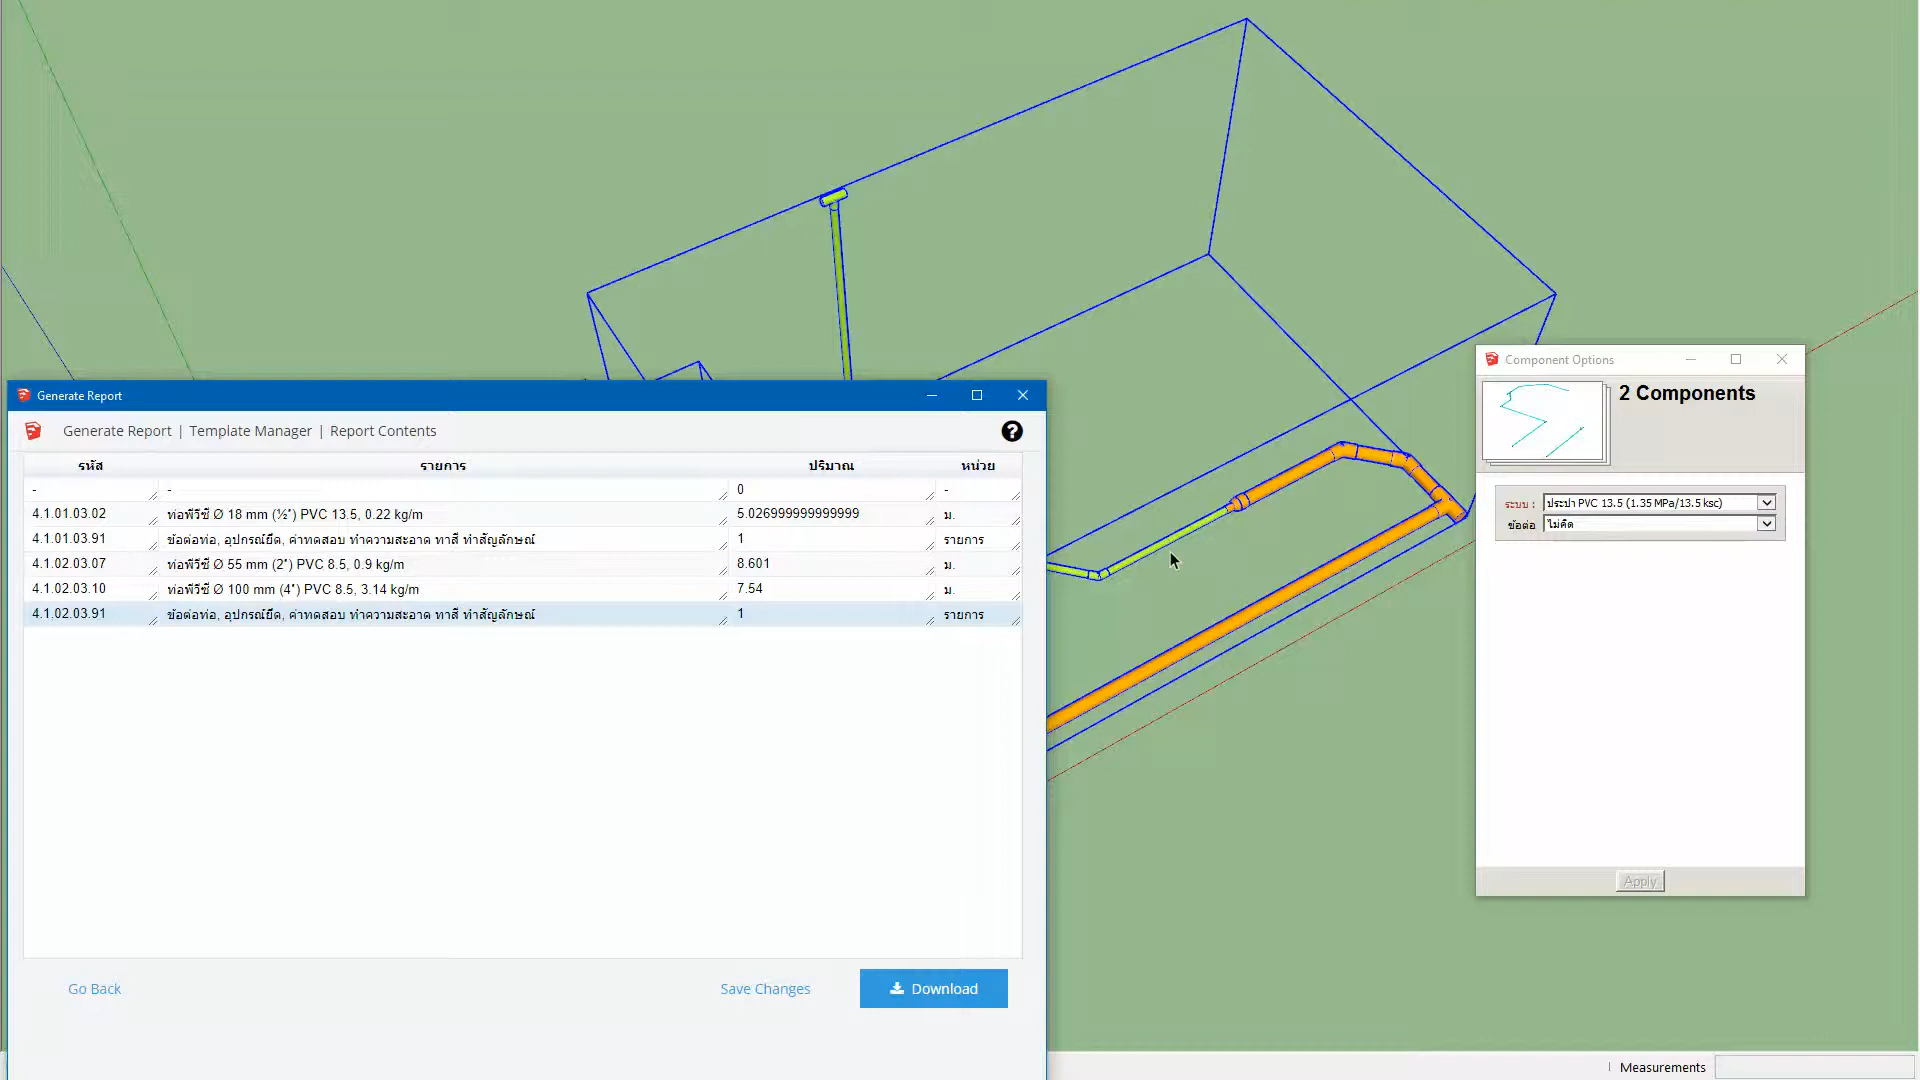 Generate Report
Generate Report | Template Manager | Report Contents
?
รหัส รายการ ปริมาณ หน่วย
- - 0 -
4.1.01.03.02 ท่อพีวีซี Ø 18 mm (½") PVC 13.5, 0.22 kg/m 5.026999999999999 ม.
4.1.01.03.91 ข้อต่อท่อ, อุปกรณ์ยึด, ค่าทดสอบ ทำความสะอาด ทาสี ทำสัญลักษณ์ 1 รายการ
4.1.02.03.07 ท่อพีวีซี Ø 55 mm (2") PVC 8.5, 0.9 kg/m 8.601 ม.
4.1.02.03.10 ท่อพีวีซี Ø 100 mm (4") PVC 8.5, 3.14 kg/m 7.54 ม.
4.1.02.03.91 ข้อต่อท่อ, อุปกรณ์ยึด, ค่าทดสอบ ทำความสะอาด ทาสี ทำสัญลักษณ์ 1 รายการ
Go Back Save Changes Download
Component Options
2 Components
ระบบ : ประปา PVC 13.5 (1.35 MPa/13.5 ksc)
ข้อต่อ ไม่คิด
Apply
Measurements